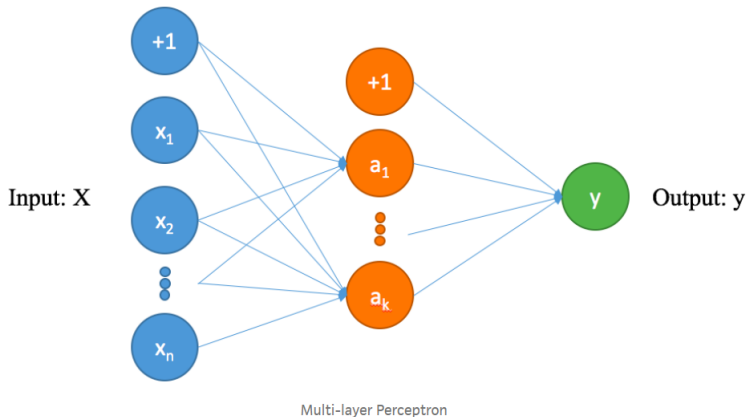 +1
x1
x2
xn
Input: X
+1
a1
ak
y
Output: y
Multi-layer Perceptron